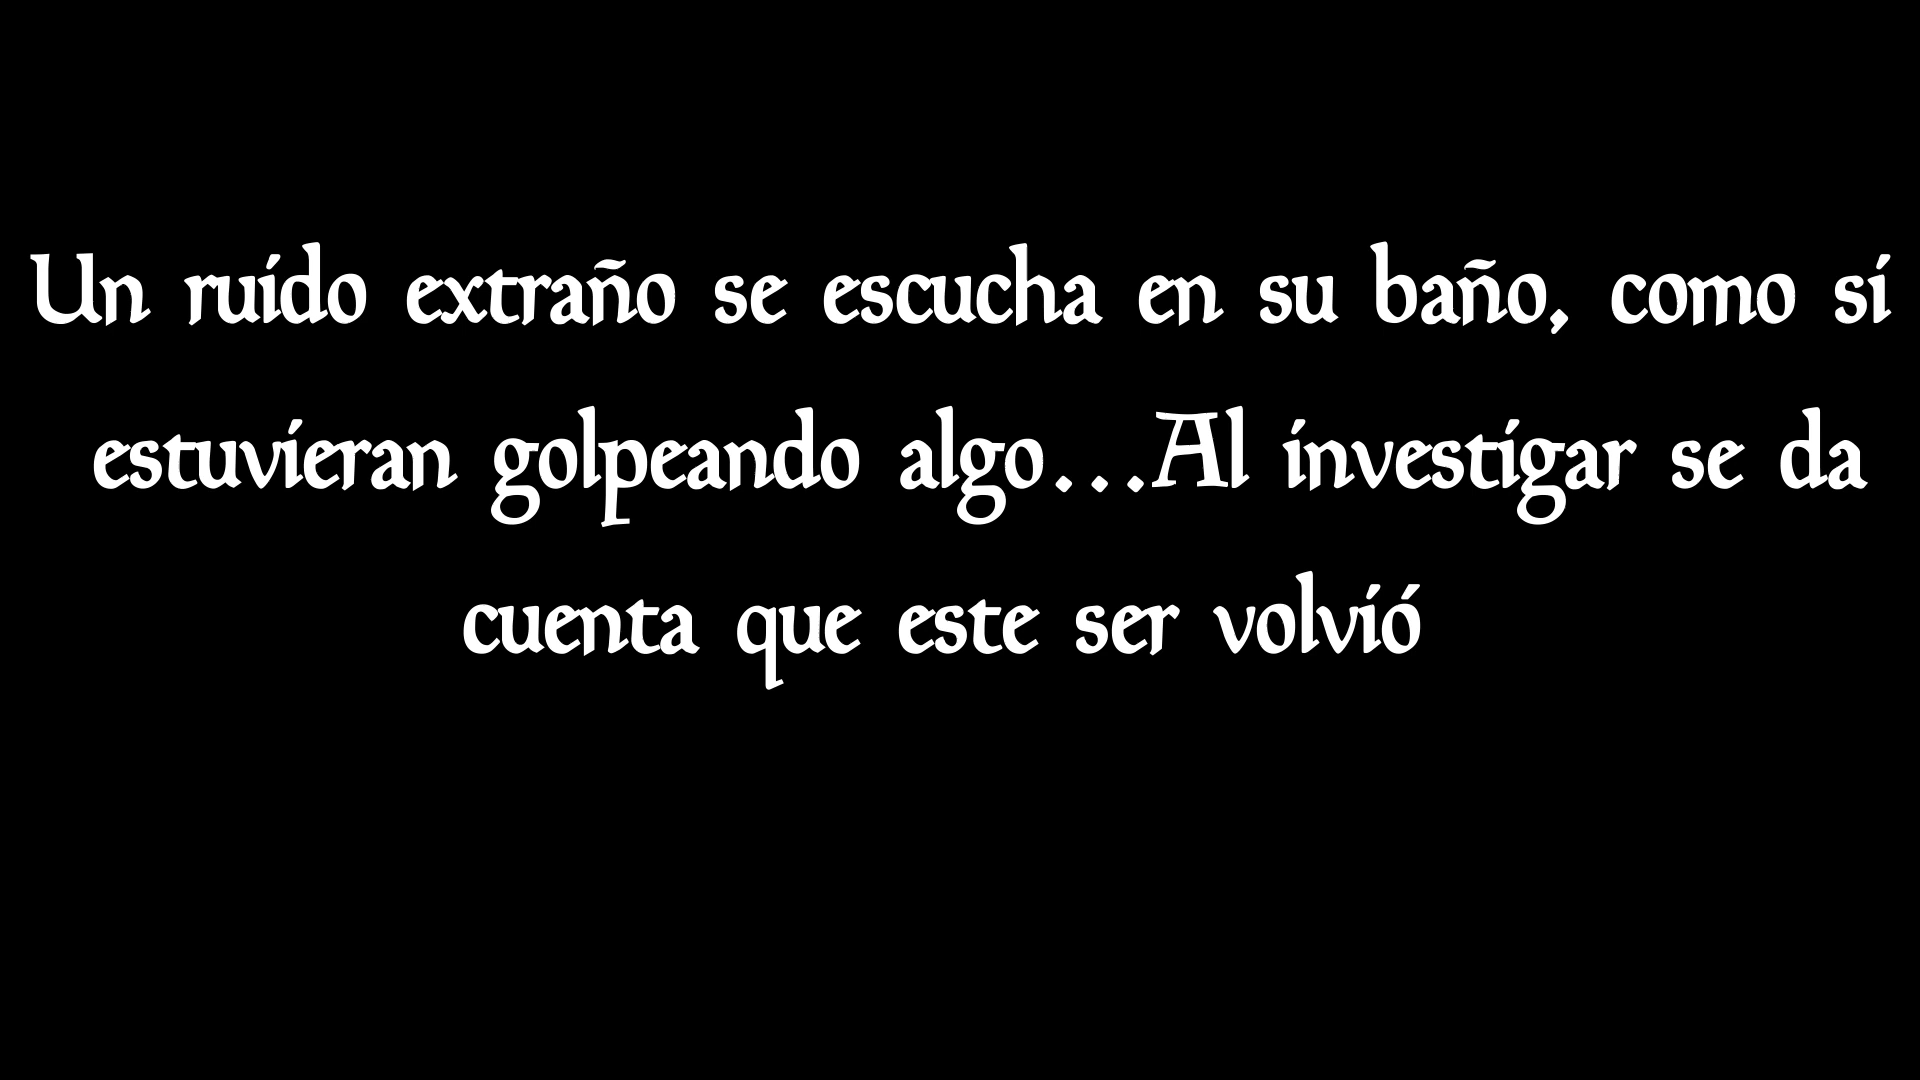 Un ruido extraño se escucha en su baño, como si
estuvieran golpeando algo...Al investigar se da
cuenta que este ser volvió